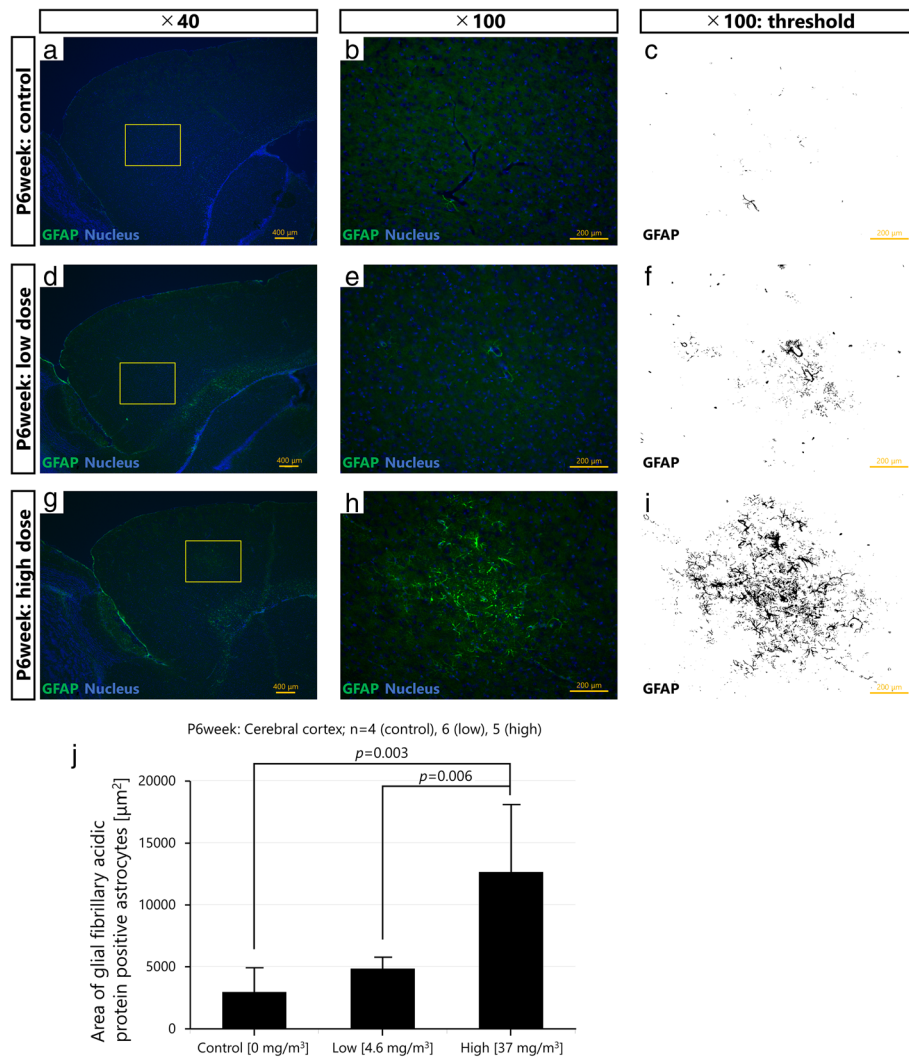 ×40
×100
×100: threshold
P6week: control
a
GFAP Nucleus
400 µm
b
GFAP Nucleus
200 µm
c
GFAP
200 µm
P6week: low dose
d
GFAP Nucleus
400 µm
e
GFAP Nucleus
200 µm
f
GFAP
200 µm
P6week: high dose
g
GFAP Nucleus
400 µm
h
GFAP Nucleus
200 µm
i
GFAP
200 µm
P6week: Cerebral cortex; n=4 (control), 6 (low), 5 (high)
j
p=0.003
p=0.006
Area of glial fibrillary acidic
protein positive astrocytes [µm²]
20000
15000
10000
5000
0
Control [0 mg/m³]
Low [4.6 mg/m³]
High [37 mg/m³]